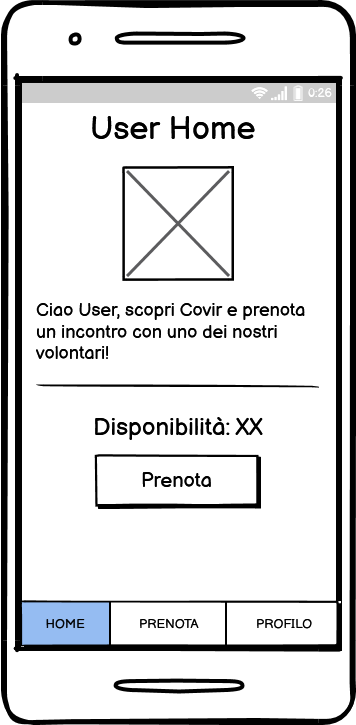 0:26
User Home
Ciao User, scopri Covir e prenota
un incontro con uno dei nostri
volontari!
Disponibilità: XX
Prenota
HOME PRENOTA PROFILO